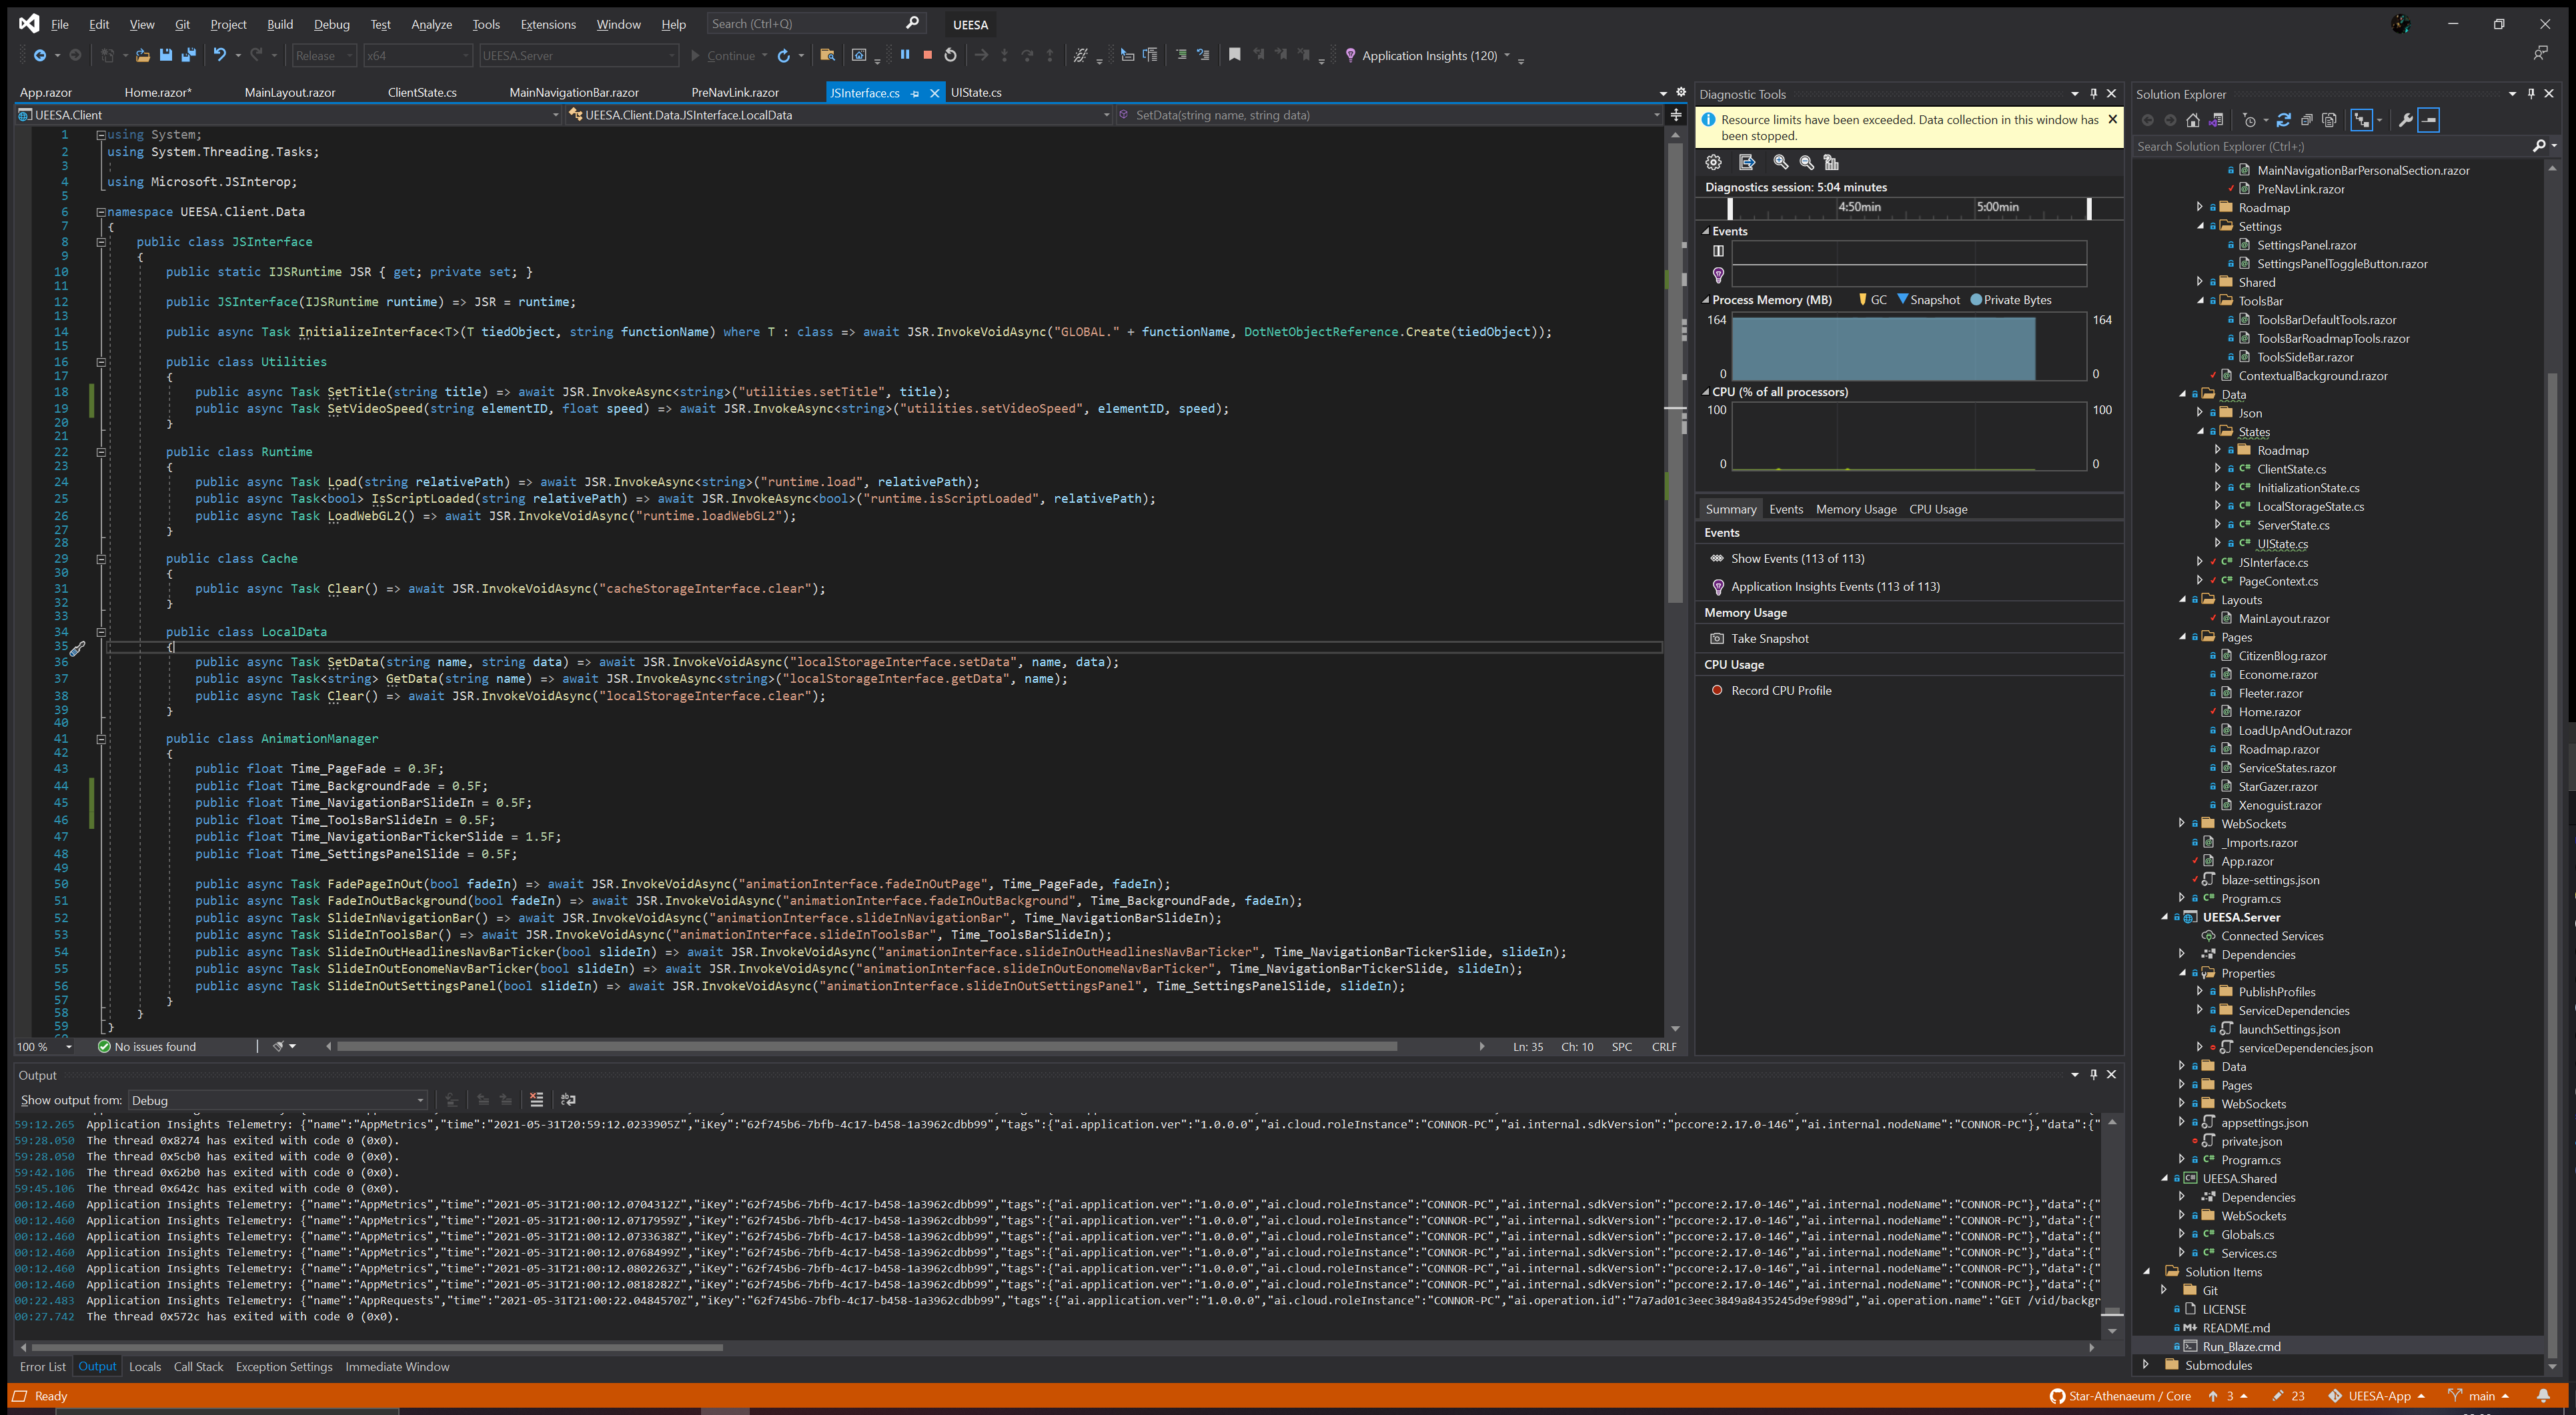 File Edit View Git Project Build Debug Test Analyze Tools Extensions Window Help Search (Ctrl+Q) UEESA
Release x64 UEESA.Server Continue Application Insights (120)
App.razor Home.razor* MainLayout.razor ClientState.cs MainNavigationBar.razor PreNavLink.razor JSInterface.cs UIState.cs
UEESA.Client UEESA.Client.Data.JSInterface.LocalData SetData(string name, string data)
1 using System;
2 using System.Threading.Tasks;
3
4 using Microsoft.JSInterop;
5
6 namespace UEESA.Client.Data
7 {
8 public class JSInterface
9 {
10 public static IJSRuntime JSR { get; private set; }
11
12 public JSInterface(IJSRuntime runtime) => JSR = runtime;
13
14 public async Task InitializeInterface<T>(T tiedObject, string functionName) where T : class => await JSR.InvokeVoidAsync("GLOBAL." + functionName, DotNetObjectReference.Create(tiedObject));
15
16 public class Utilities
17 {
18 public async Task SetTitle(string title) => await JSR.InvokeAsync<string>("utilities.setTitle", title);
19 public async Task SetVideoSpeed(string elementID, float speed) => await JSR.InvokeAsync<string>("utilities.setVideoSpeed", elementID, speed);
20 }
21
22 public class Runtime
23 {
24 public async Task Load(string relativePath) => await JSR.InvokeAsync<string>("runtime.load", relativePath);
25 public async Task<bool> IsScriptLoaded(string relativePath) => await JSR.InvokeAsync<bool>("runtime.isScriptLoaded", relativePath);
26 public async Task LoadWebGL2() => await JSR.InvokeVoidAsync("runtime.loadWebGL2");
27 }
28
29 public class Cache
30 {
31 public async Task Clear() => await JSR.InvokeVoidAsync("cacheStorageInterface.clear");
32 }
33
34 public class LocalData
35 {
36 public async Task SetData(string name, string data) => await JSR.InvokeVoidAsync("localStorageInterface.setData", name, data);
37 public async Task<string> GetData(string name) => await JSR.InvokeAsync<string>("localStorageInterface.getData", name);
38 public async Task Clear() => await JSR.InvokeVoidAsync("localStorageInterface.clear");
39 }
40
41 public class AnimationManager
42 {
43 public float Time_PageFade = 0.3F;
44 public float Time_BackgroundFade = 0.5F;
45 public float Time_NavigationBarSlideIn = 0.5F;
46 public float Time_ToolsBarSlideIn = 0.5F;
47 public float Time_NavigationBarTickerSlide = 1.5F;
48 public float Time_SettingsPanelSlide = 0.5F;
49
50 public async Task FadePageInOut(bool fadeIn) => await JSR.InvokeVoidAsync("animationInterface.fadeInOutPage", Time_PageFade, fadeIn);
51 public async Task FadeInOutBackground(bool fadeIn) => await JSR.InvokeVoidAsync("animationInterface.fadeInOutBackground", Time_BackgroundFade, fadeIn);
52 public async Task SlideInNavigationBar() => await JSR.InvokeVoidAsync("animationInterface.slideInNavigationBar", Time_NavigationBarSlideIn);
53 public async Task SlideInToolsBar() => await JSR.InvokeVoidAsync("animationInterface.slideInToolsBar", Time_ToolsBarSlideIn);
54 public async Task SlideInOutHeadlinesNavBarTicker(bool slideIn) => await JSR.InvokeVoidAsync("animationInterface.slideInOutHeadlinesNavBarTicker", Time_NavigationBarTickerSlide, slideIn);
55 public async Task SlideInOutEonomeNavBarTicker(bool slideIn) => await JSR.InvokeVoidAsync("animationInterface.slideInOutEonomeNavBarTicker", Time_NavigationBarTickerSlide, slideIn);
56 public async Task SlideInOutSettingsPanel(bool slideIn) => await JSR.InvokeVoidAsync("animationInterface.slideInOutSettingsPanel", Time_SettingsPanelSlide, slideIn);
57 }
58 }
59 }
100 % No issues found Ln: 35 Ch: 10 SPC CRLF
Diagnostic Tools
Resource limits have been exceeded. Data collection in this window has
been stopped.
Diagnostics session: 5:04 minutes
4:50min 5:00min
Events
Process Memory (MB) GC Snapshot Private Bytes
164 164
0 0
CPU (% of all processors)
100 100
0 0
Summary Events Memory Usage CPU Usage
Events
Show Events (113 of 113)
Application Insights Events (113 of 113)
Memory Usage
Take Snapshot
CPU Usage
Record CPU Profile
Solution Explorer
Search Solution Explorer (Ctrl+;)
MainNavigationBarPersonalSection.razor
PreNavLink.razor
Roadmap
Settings
SettingsPanel.razor
SettingsPanelToggleButton.razor
Shared
ToolsBar
ToolsBarDefaultTools.razor
ToolsBarRoadmapTools.razor
ToolsSideBar.razor
ContextualBackground.razor
Data
Json
States
Roadmap
ClientState.cs
InitializationState.cs
LocalStorageState.cs
ServerState.cs
UIState.cs
JSInterface.cs
PageContext.cs
Layouts
MainLayout.razor
Pages
CitizenBlog.razor
Econome.razor
Fleeter.razor
Home.razor
LoadUpAndOut.razor
Roadmap.razor
ServiceStates.razor
StarGazer.razor
Xenoguist.razor
WebSockets
_Imports.razor
App.razor
blaze-settings.json
Program.cs
UEESA.Server
Connected Services
Dependencies
Properties
PublishProfiles
ServiceDependencies
launchSettings.json
serviceDependencies.json
Data
Pages
WebSockets
appsettings.json
private.json
Program.cs
UEESA.Shared
Dependencies
WebSockets
Globals.cs
Services.cs
Solution Items
Git
LICENSE
README.md
Run_Blaze.cmd
Submodules
Output
Show output from: Debug
59:12.265 Application Insights Telemetry: {"name":"AppMetrics","time":"2021-05-31T20:59:12.0233905Z","iKey":"62f745b6-7bfb-4c17-b458-1a3962cdbb99","tags":{"ai.application.ver":"1.0.0.0","ai.cloud.roleInstance":"CONNOR-PC","ai.internal.sdkVersion":"pccore:2.17.0-146","ai.internal.nodeName":"CONNOR-PC"},"data":{"
59:28.050 The thread 0x8274 has exited with code 0 (0x0).
59:28.050 The thread 0x5cb0 has exited with code 0 (0x0).
59:42.106 The thread 0x62b0 has exited with code 0 (0x0).
59:45.106 The thread 0x642c has exited with code 0 (0x0).
00:12.460 Application Insights Telemetry: {"name":"AppMetrics","time":"2021-05-31T21:00:12.0704312Z","iKey":"62f745b6-7bfb-4c17-b458-1a3962cdbb99","tags":{"ai.application.ver":"1.0.0.0","ai.cloud.roleInstance":"CONNOR-PC","ai.internal.sdkVersion":"pccore:2.17.0-146","ai.internal.nodeName":"CONNOR-PC"},"data":{"
00:12.460 Application Insights Telemetry: {"name":"AppMetrics","time":"2021-05-31T21:00:12.0717959Z","iKey":"62f745b6-7bfb-4c17-b458-1a3962cdbb99","tags":{"ai.application.ver":"1.0.0.0","ai.cloud.roleInstance":"CONNOR-PC","ai.internal.sdkVersion":"pccore:2.17.0-146","ai.internal.nodeName":"CONNOR-PC"},"data":{"
00:12.460 Application Insights Telemetry: {"name":"AppMetrics","time":"2021-05-31T21:00:12.0733638Z","iKey":"62f745b6-7bfb-4c17-b458-1a3962cdbb99","tags":{"ai.application.ver":"1.0.0.0","ai.cloud.roleInstance":"CONNOR-PC","ai.internal.sdkVersion":"pccore:2.17.0-146","ai.internal.nodeName":"CONNOR-PC"},"data":{"
00:12.460 Application Insights Telemetry: {"name":"AppMetrics","time":"2021-05-31T21:00:12.0768499Z","iKey":"62f745b6-7bfb-4c17-b458-1a3962cdbb99","tags":{"ai.application.ver":"1.0.0.0","ai.cloud.roleInstance":"CONNOR-PC","ai.internal.sdkVersion":"pccore:2.17.0-146","ai.internal.nodeName":"CONNOR-PC"},"data":{"
00:12.460 Application Insights Telemetry: {"name":"AppMetrics","time":"2021-05-31T21:00:12.0802263Z","iKey":"62f745b6-7bfb-4c17-b458-1a3962cdbb99","tags":{"ai.application.ver":"1.0.0.0","ai.cloud.roleInstance":"CONNOR-PC","ai.internal.sdkVersion":"pccore:2.17.0-146","ai.internal.nodeName":"CONNOR-PC"},"data":{"
00:12.460 Application Insights Telemetry: {"name":"AppMetrics","time":"2021-05-31T21:00:12.0818282Z","iKey":"62f745b6-7bfb-4c17-b458-1a3962cdbb99","tags":{"ai.application.ver":"1.0.0.0","ai.cloud.roleInstance":"CONNOR-PC","ai.internal.sdkVersion":"pccore:2.17.0-146","ai.internal.nodeName":"CONNOR-PC"},"data":{"
00:22.483 Application Insights Telemetry: {"name":"AppRequests","time":"2021-05-31T21:00:22.0484570Z","iKey":"62f745b6-7bfb-4c17-b458-1a3962cdbb99","tags":{"ai.application.ver":"1.0.0.0","ai.cloud.roleInstance":"CONNOR-PC","ai.operation.id":"7a7ad01c3eec3849a8435245d9ef989d","ai.operation.name":"GET /vid/backgr
00:27.742 The thread 0x572c has exited with code 0 (0x0).
Error List Output Locals Call Stack Exception Settings Immediate Window
Ready Star-Athenaeum / Core 3 23 UEESA-App main